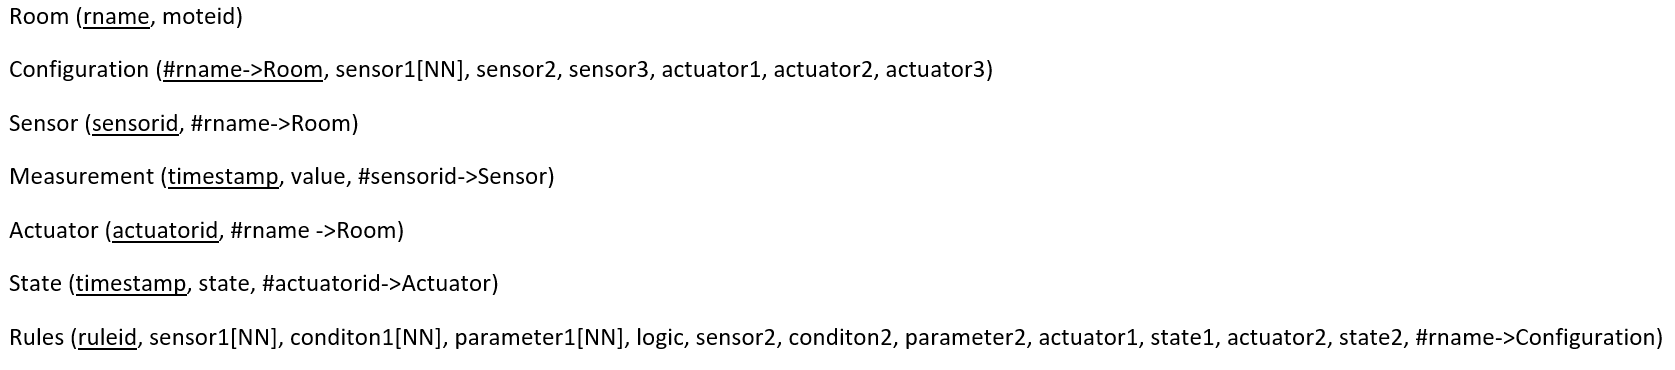 Room (rname, moteid)
Configuration (#rname->Room, sensor1[NN], sensor2, sensor3, actuator1, actuator2, actuator3)
Sensor (sensorid, #rname->Room)
Measurement (timestamp, value, #sensorid->Sensor)
Actuator (actuatorid, #rname ->Room)
State (timestamp, state, #actuatorid->Actuator)
Rules (ruleid, sensor1[NN], conditon1[NN], parameter1[NN], logic, sensor2, conditon2, parameter2, actuator1, state1, actuator2, state2, #rname->Configuration)